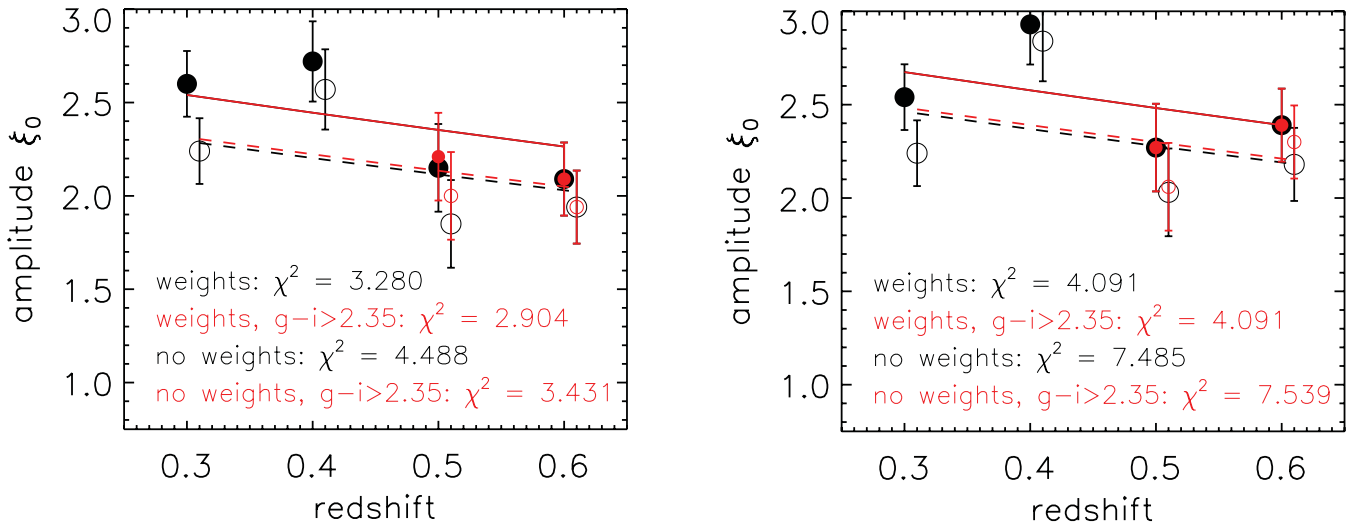 3.0
2.5
2.0
1.5
1.0
amplitude ξ₀
weights: χ² = 3.280
weights, g−i>2.35: χ² = 2.904
no weights: χ² = 4.488
no weights, g−i>2.35: χ² = 3.431
0.3 0.4 0.5 0.6
redshift
3.0
2.5
2.0
1.5
1.0
amplitude ξ₀
weights: χ² = 4.091
weights, g−i>2.35: χ² = 4.091
no weights: χ² = 7.485
no weights, g−i>2.35: χ² = 7.539
0.3 0.4 0.5 0.6
redshift